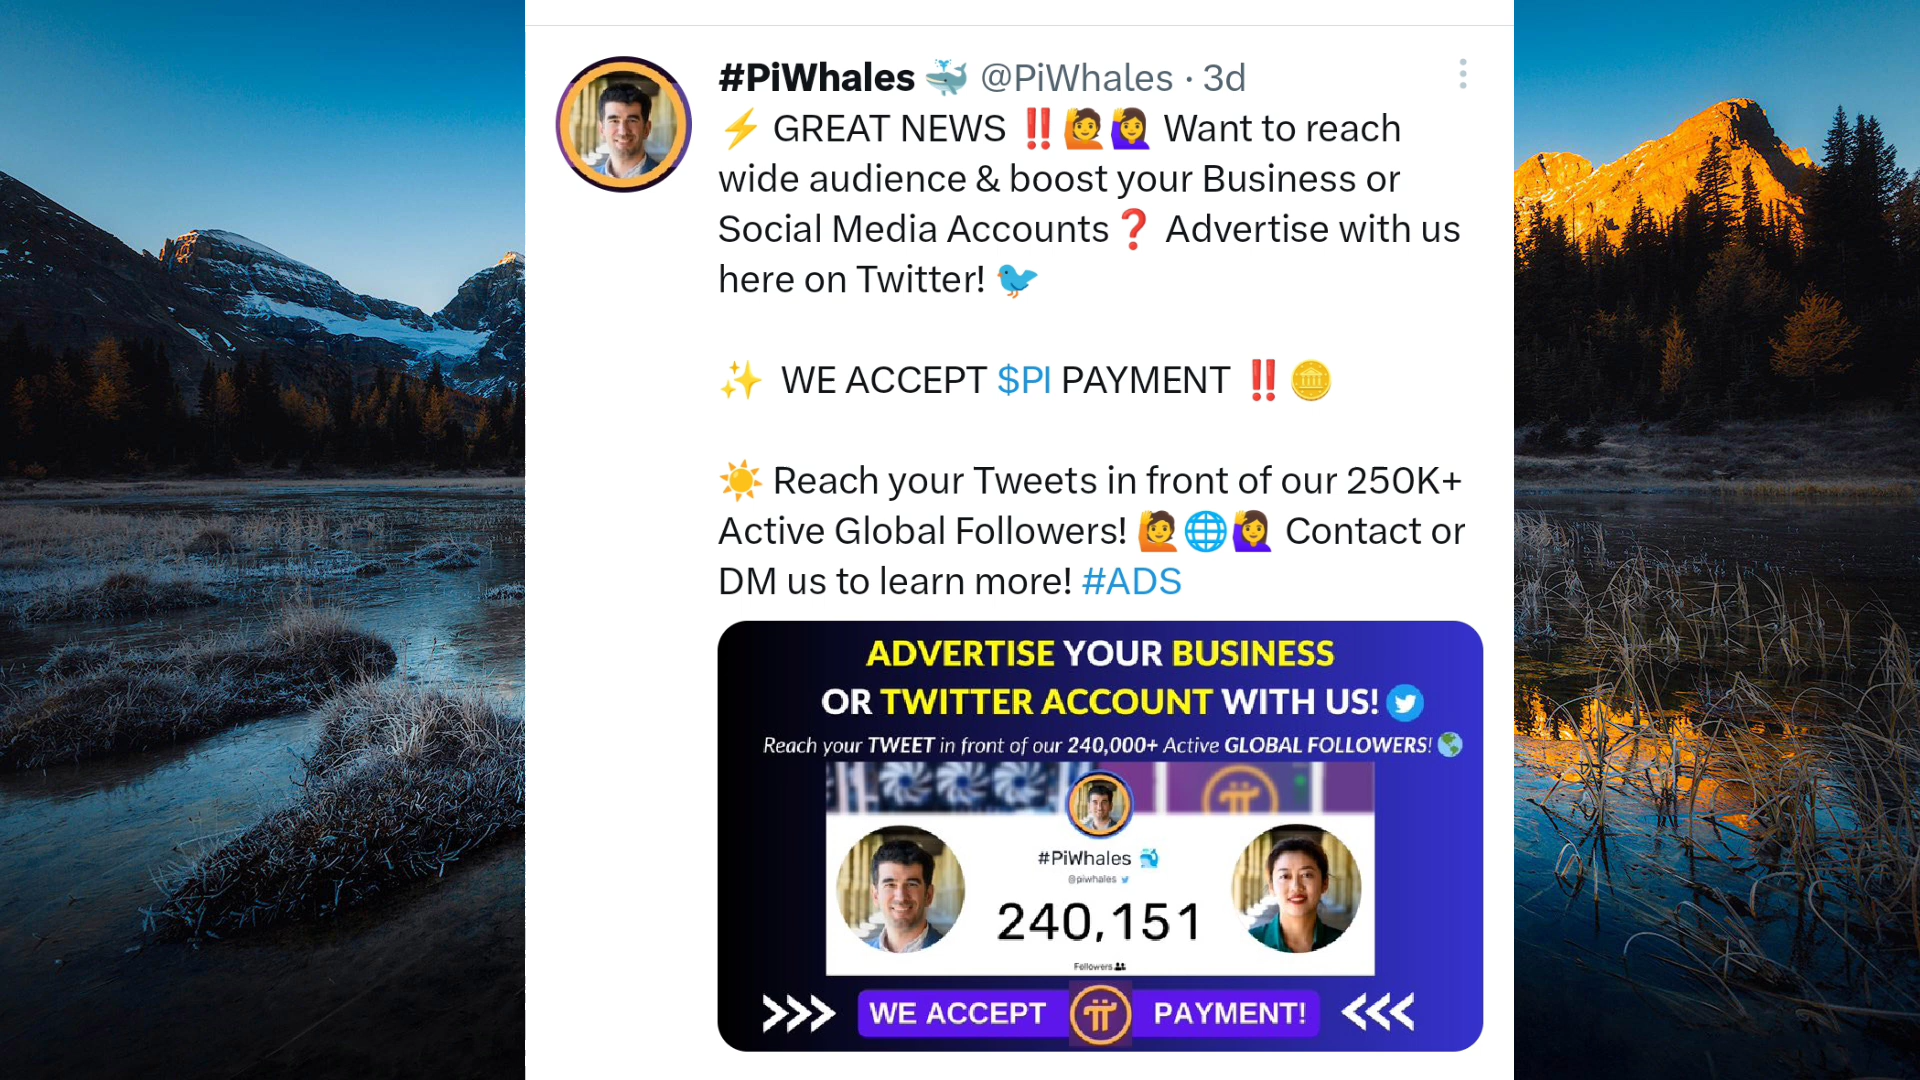 #PiWhales 🐳 @PiWhales · 3d
⚡ GREAT NEWS ‼️🙋🙋‍♀️ Want to reach
wide audience & boost your Business or
Social Media Accounts❓ Advertise with us
here on Twitter! 🐦
✨ WE ACCEPT $PI PAYMENT ‼️🪙
☀️ Reach your Tweets in front of our 250K+
Active Global Followers! 🙋🌐🙋‍♀️ Contact or
DM us to learn more! #ADS
ADVERTISE YOUR BUSINESS
OR TWITTER ACCOUNT WITH US!
Reach your TWEET in front of our 240,000+ Active GLOBAL FOLLOWERS! 🌎
#PiWhales 🐳
@piwhales
240,151
Followers
>>> WE ACCEPT π PAYMENT! <<<